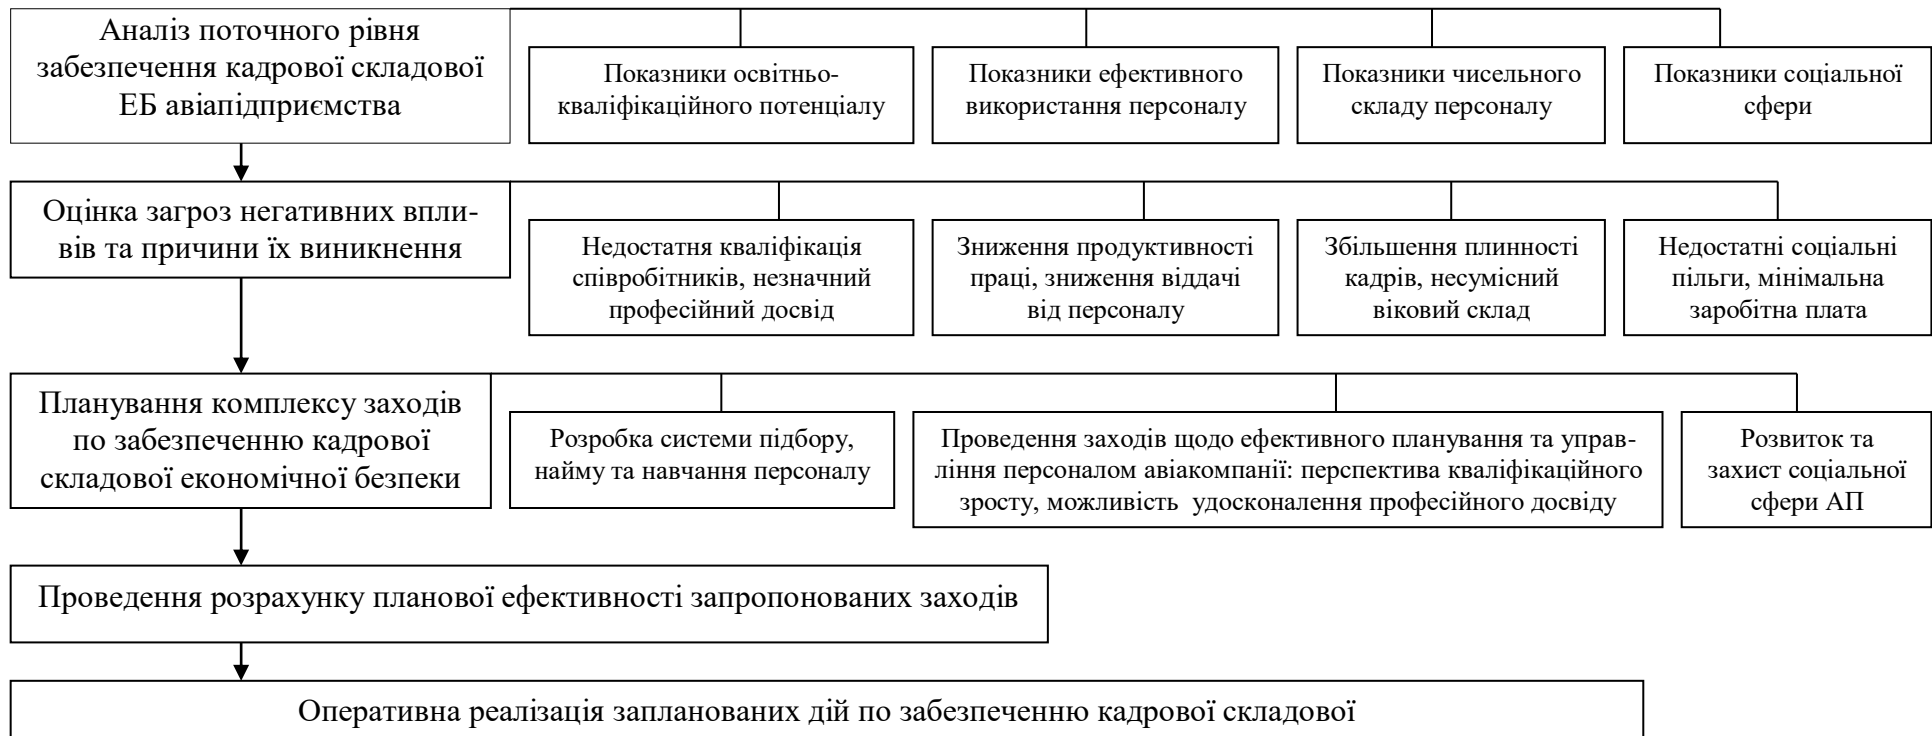 Аналіз поточного рівня
забезпечення кадрової складової
ЕБ авіапідприємства
Показники освітньо-
кваліфікаційного потенціалу
Показники ефективного
використання персоналу
Показники чисельного
складу персоналу
Показники соціальної
сфери
Оцінка загроз негативних впли-
вів та причини їх виникнення
Недостатня кваліфікація
співробітників, незначний
професійний досвід
Зниження продуктивності
праці, зниження віддачі
від персоналу
Збільшення плинності
кадрів, несумісний
віковий склад
Недостатні соціальні
пільги, мінімальна
заробітна плата
Планування комплексу заходів
по забезпеченню кадрової
складової економічної безпеки
Розробка системи підбору,
найму та навчання персоналу
Проведення заходів щодо ефективного планування та управ-
ління персоналом авіакомпанії: перспектива кваліфікаційного
зросту, можливість удосконалення професійного досвіду
Розвиток та
захист соціальної
сфери АП
Проведення розрахунку планової ефективності запропонованих заходів
Оперативна реалізація запланованих дій по забезпеченню кадрової складової